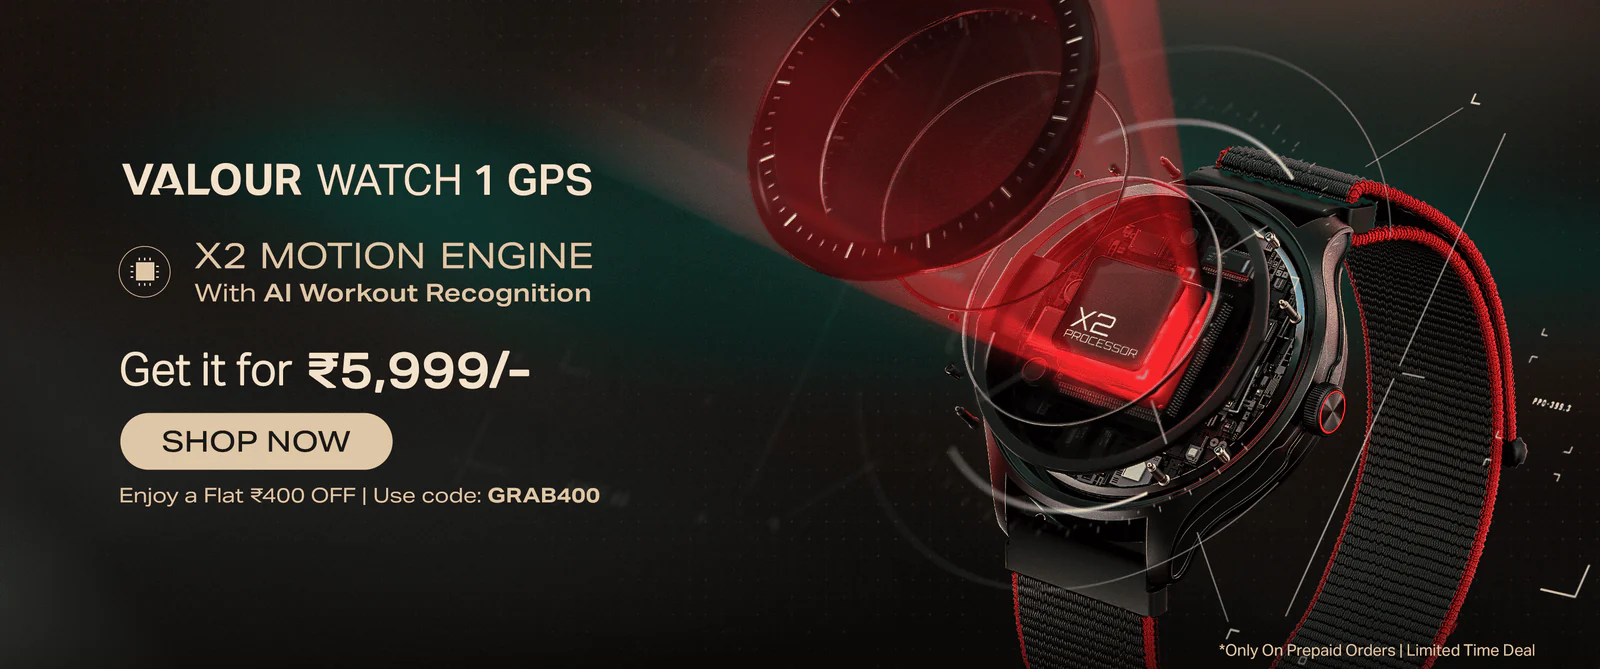 VALOUR WATCH 1 GPS
X2 MOTION ENGINE
With AI Workout Recognition
Get it for ₹5,999/-
SHOP NOW
Enjoy a Flat ₹400 OFF | Use code: GRAB400
X2
PROCESSOR
*Only On Prepaid Orders | Limited Time Deal